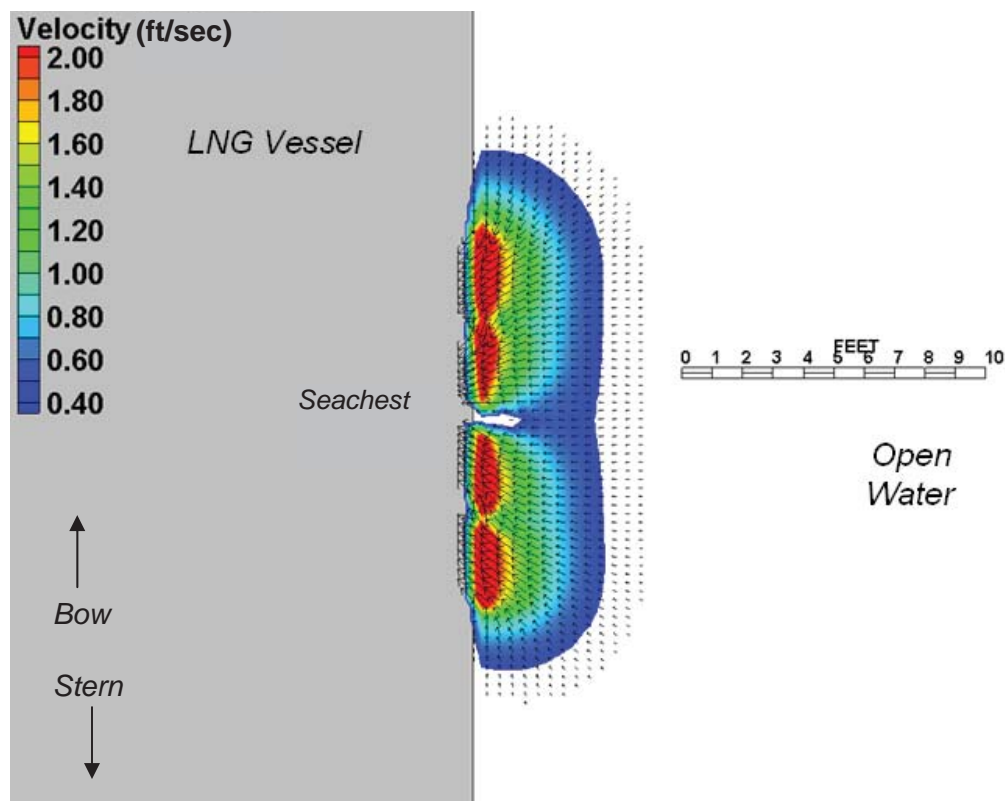 Velocity (ft/sec)
2.00
1.80
1.60
1.40
1.20
1.00
0.80
0.60
0.40
LNG Vessel
Seachest
FEET
0 1 2 3 4 5 6 7 8 9 10
Open
Water
Bow
Stern